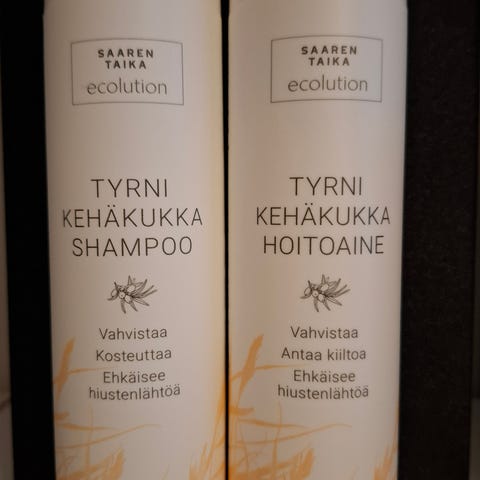 SAAREN
TAIKA
ecolution
TYRNI
KEHÄKUKKA
SHAMPOO
Vahvistaa
Kosteuttaa
Ehkäisee
hiustenlähtöä
SAAREN
TAIKA
ecolution
TYRNI
KEHÄKUKKA
HOITOAINE
Vahvistaa
Antaa kiiltoa
Ehkäisee
hiustenlähtöä